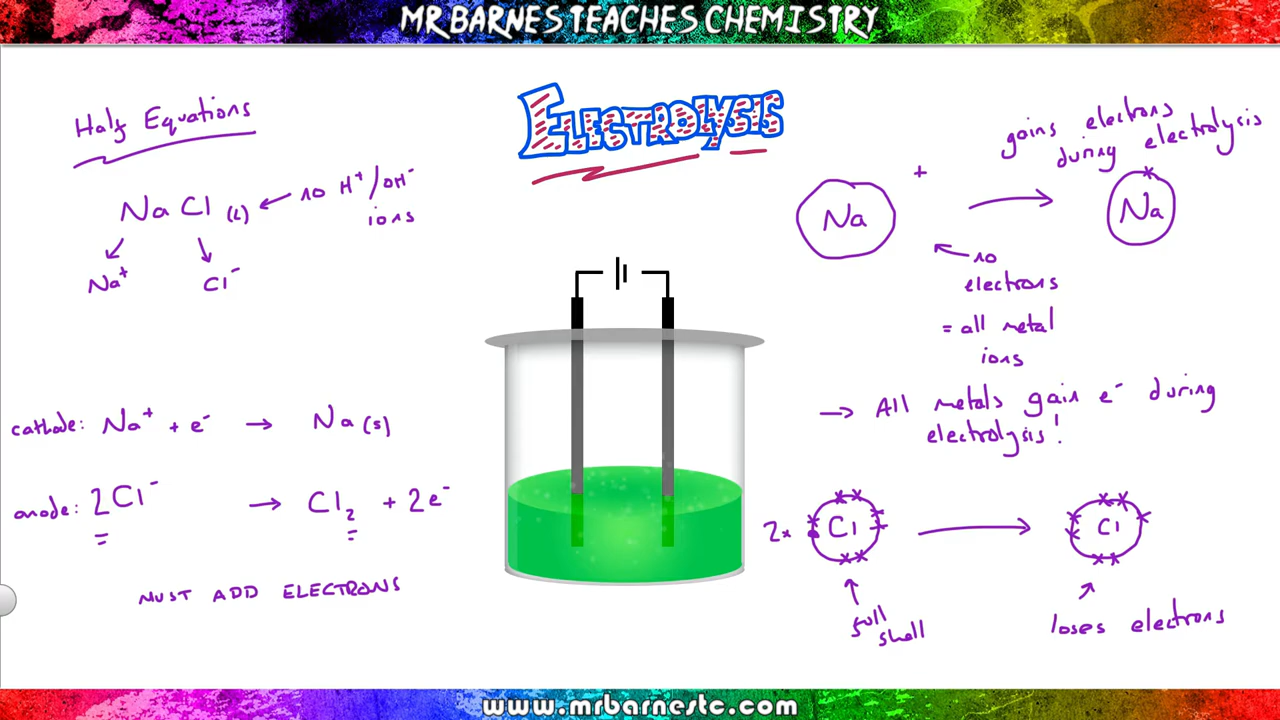 MR BARNES TEACHES CHEMISTRY
ELECTROLYSIS
Half Equations
NaCl (l) ← no H⁺/OH⁻
ions
Na⁺ Cl⁻
cathode: Na⁺ + e⁻ → Na (s)
anode: 2Cl⁻ → Cl₂ + 2e⁻
MUST ADD ELECTRONS
gains electrons
during electrolysis
Na + → Na
no
electrons
= all metal
ions
→ All metals gain e⁻ during
electrolysis!
2x Cl → Cl
full
shell
loses electrons
www.mrbarnestc.com